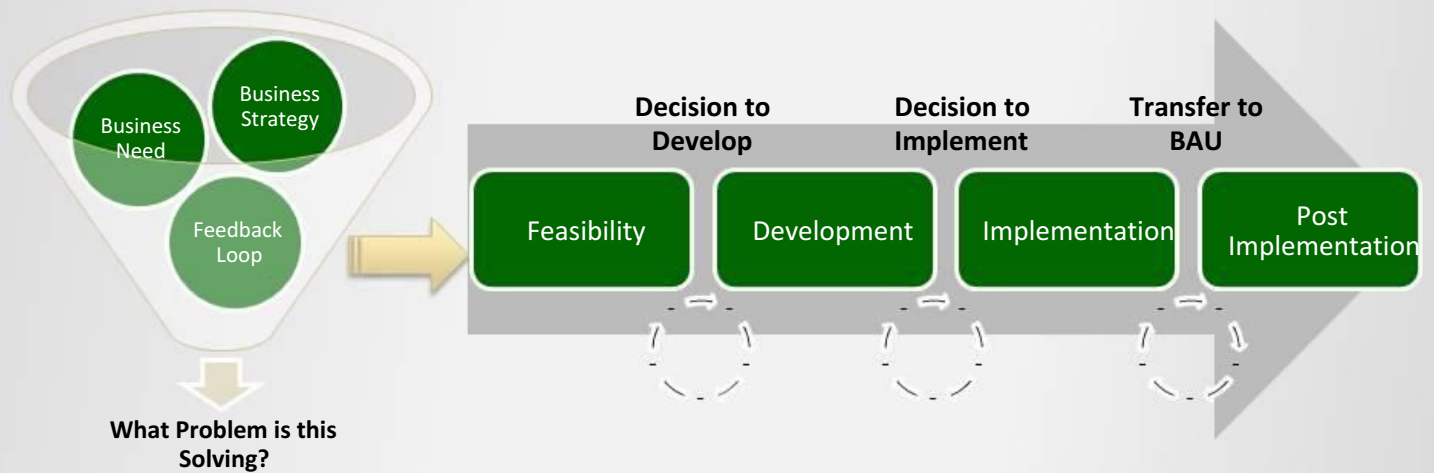 Business
Strategy
Business
Need
Feedback
Loop
What Problem is this
Solving?
Decision to
Develop
Decision to
Implement
Transfer to
BAU
Feasibility
Development
Implementation
Post
Implementation